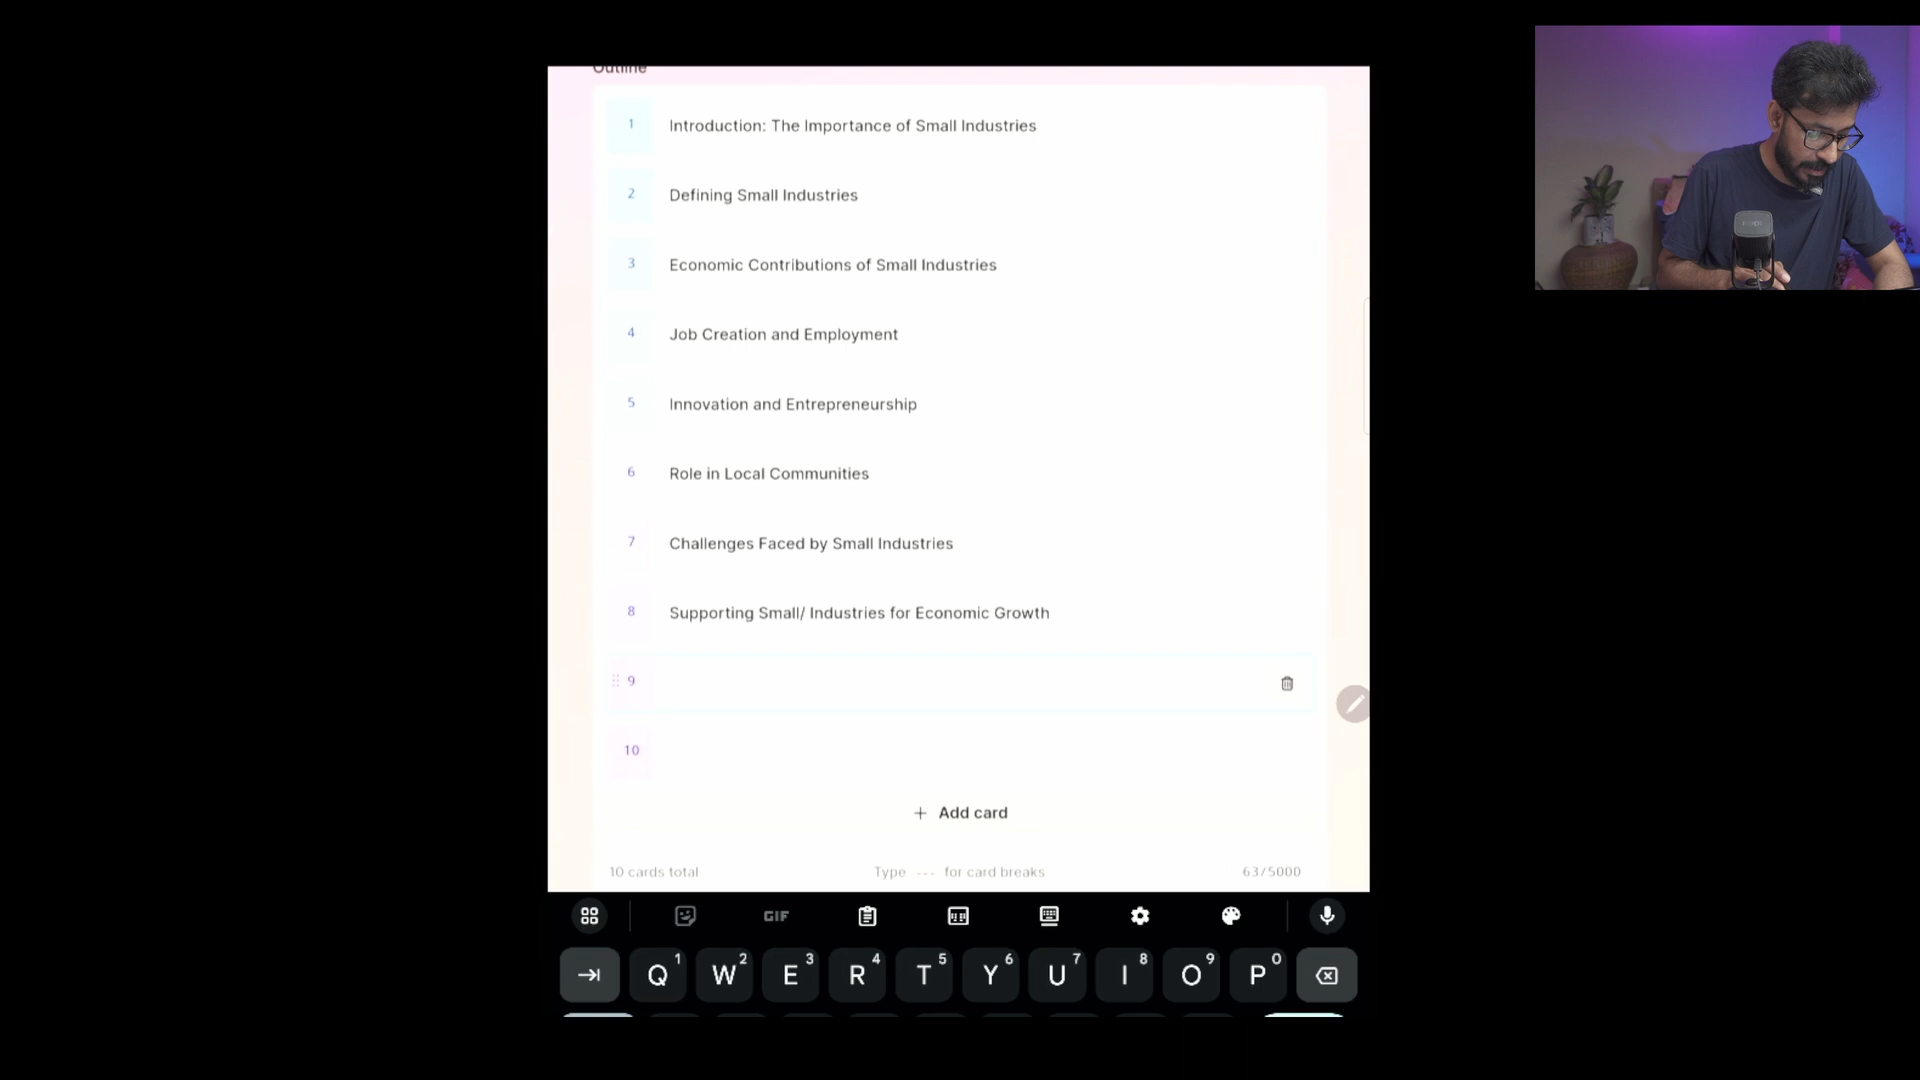 Outline
1 Introduction: The Importance of Small Industries
2 Defining Small Industries
3 Economic Contributions of Small Industries
4 Job Creation and Employment
5 Innovation and Entrepreneurship
6 Role in Local Communities
7 Challenges Faced by Small Industries
8 Supporting Small/ Industries for Economic Growth
9
10
+ Add card
10 cards total Type --- for card breaks 63/5000
GIF
Q 1 W 2 E 3 R 4 T 5 Y 6 U 7 I 8 O 9 P 0